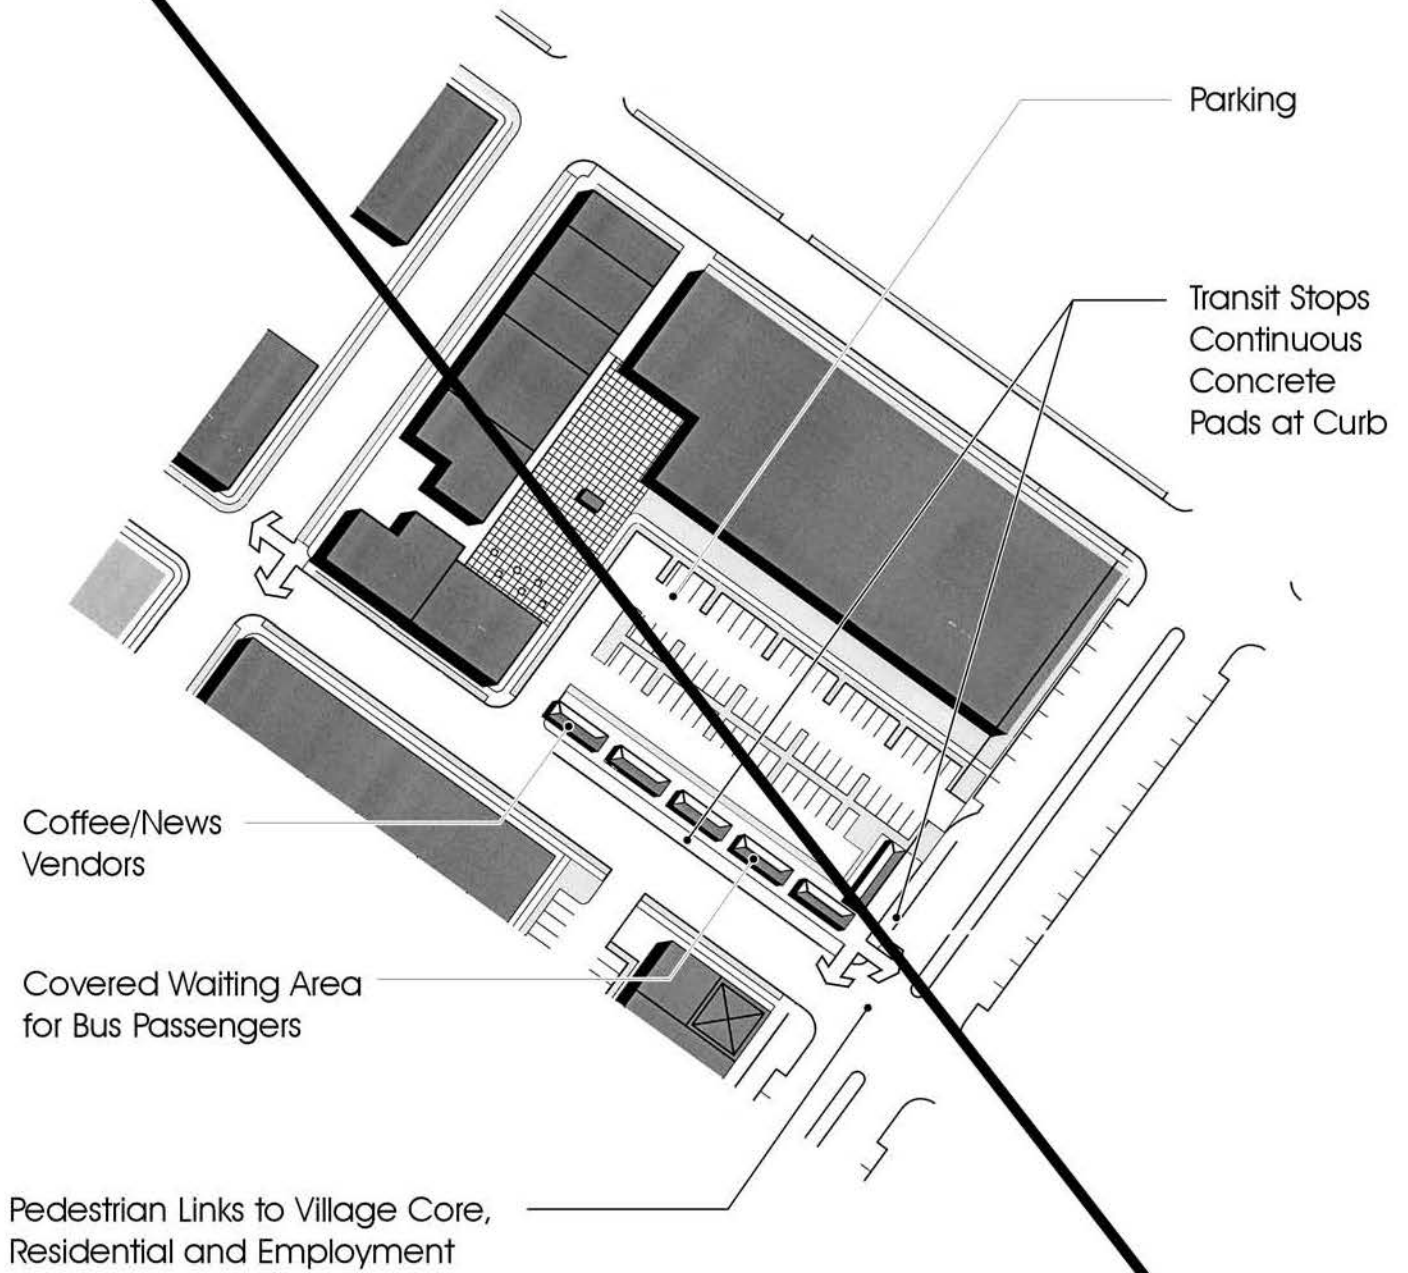 Parking
Transit Stops
Continuous
Concrete
Pads at Curb
Coffee/News
Vendors
Covered Waiting Area
for Bus Passengers
Pedestrian Links to Village Core,
Residential and Employment